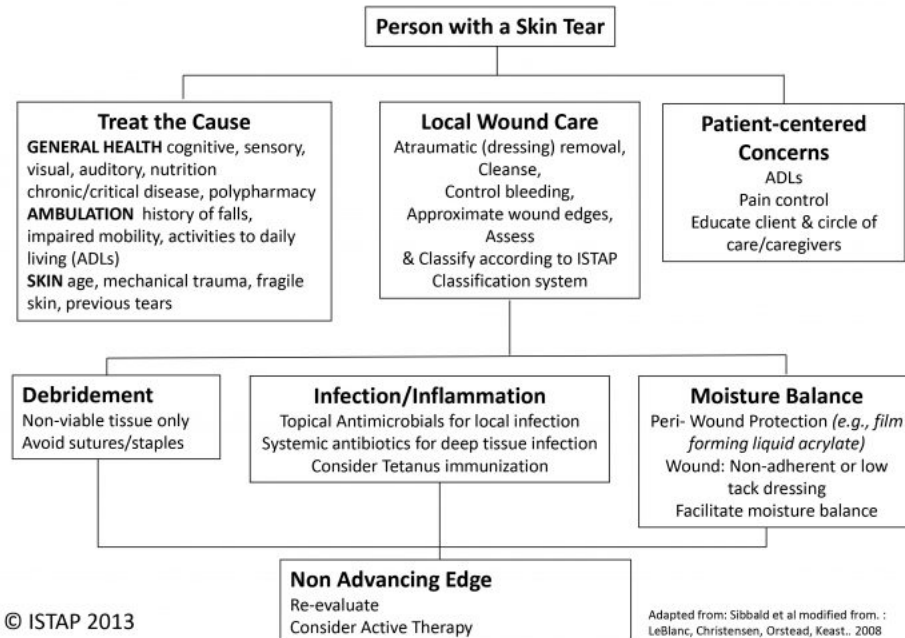 Person with a Skin Tear
Treat the Cause
GENERAL HEALTH cognitive, sensory,
visual, auditory, nutrition
chronic/critical disease, polypharmacy
AMBULATION history of falls,
impaired mobility, activities to daily
living (ADLs)
SKIN age, mechanical trauma, fragile
skin, previous tears
Local Wound Care
Atraumatic (dressing) removal,
Cleanse,
Control bleeding,
Approximate wound edges,
Assess
& Classify according to ISTAP
Classification system
Patient-centered
Concerns
ADLs
Pain control
Educate client & circle of
care/caregivers
Debridement
Non-viable tissue only
Avoid sutures/staples
Infection/Inflammation
Topical Antimicrobials for local infection
Systemic antibiotics for deep tissue infection
Consider Tetanus immunization
Moisture Balance
Peri- Wound Protection (e.g., film
forming liquid acrylate)
Wound: Non-adherent or low
tack dressing
Facilitate moisture balance
Non Advancing Edge
Re-evaluate
Consider Active Therapy
© ISTAP 2013
Adapted from: Sibbald et al modified from. :
LeBlanc, Christensen, Orstead, Keast.. 2008